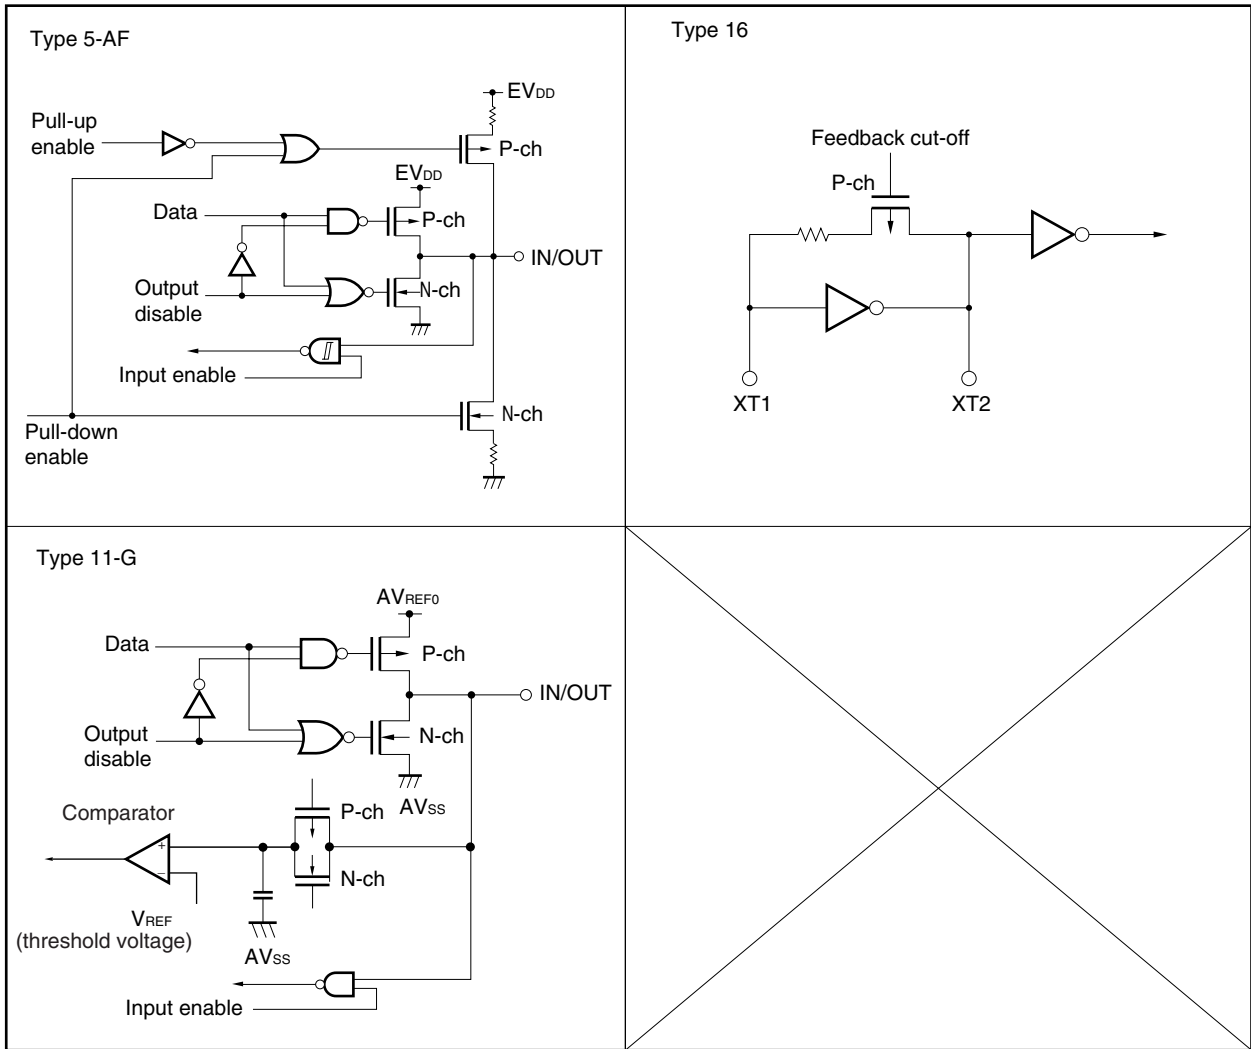 Type 5-AF
Pull-up
enable
EVDD
P-ch
EVDD
Data
P-ch
IN/OUT
Output
disable
N-ch
Input enable
Pull-down
enable
N-ch
Type 16
Feedback cut-off
P-ch
XT1
XT2
Type 11-G
AVREF0
Data
P-ch
IN/OUT
Output
disable
N-ch
AVSS
Comparator
P-ch
+
−
N-ch
VREF
(threshold voltage)
AVSS
Input enable